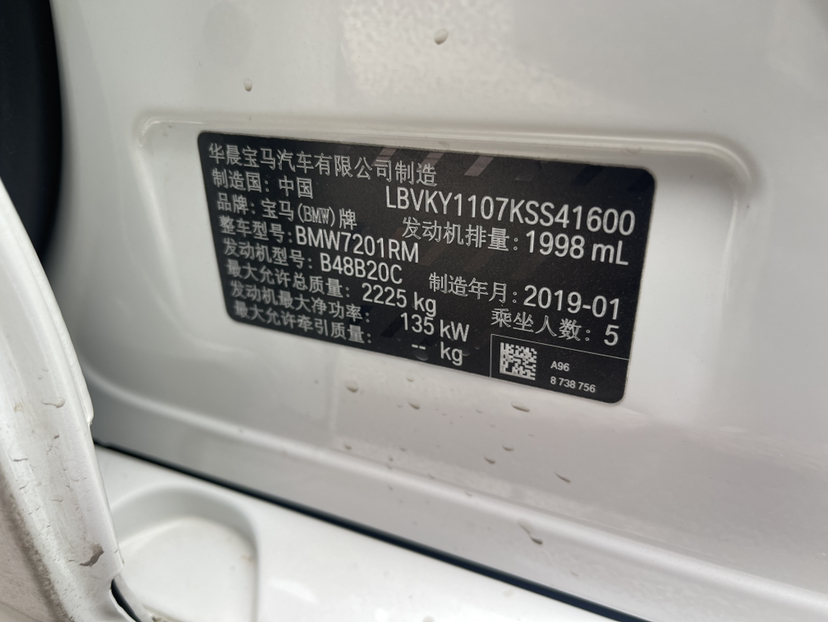 华晨宝马汽车有限公司制造
制造国：中国 LBVKY1107KSS41600
品牌：宝马(BMW)牌 发动机排量：1998 mL
整车型号：BMW7201RM
发动机型号：B48B20C 制造年月：2019-01
最大允许总质量：2225 kg 乘坐人数：5
发动机最大净功率：135 kW
最大允许牵引质量：-- kg
A96
8 738 756